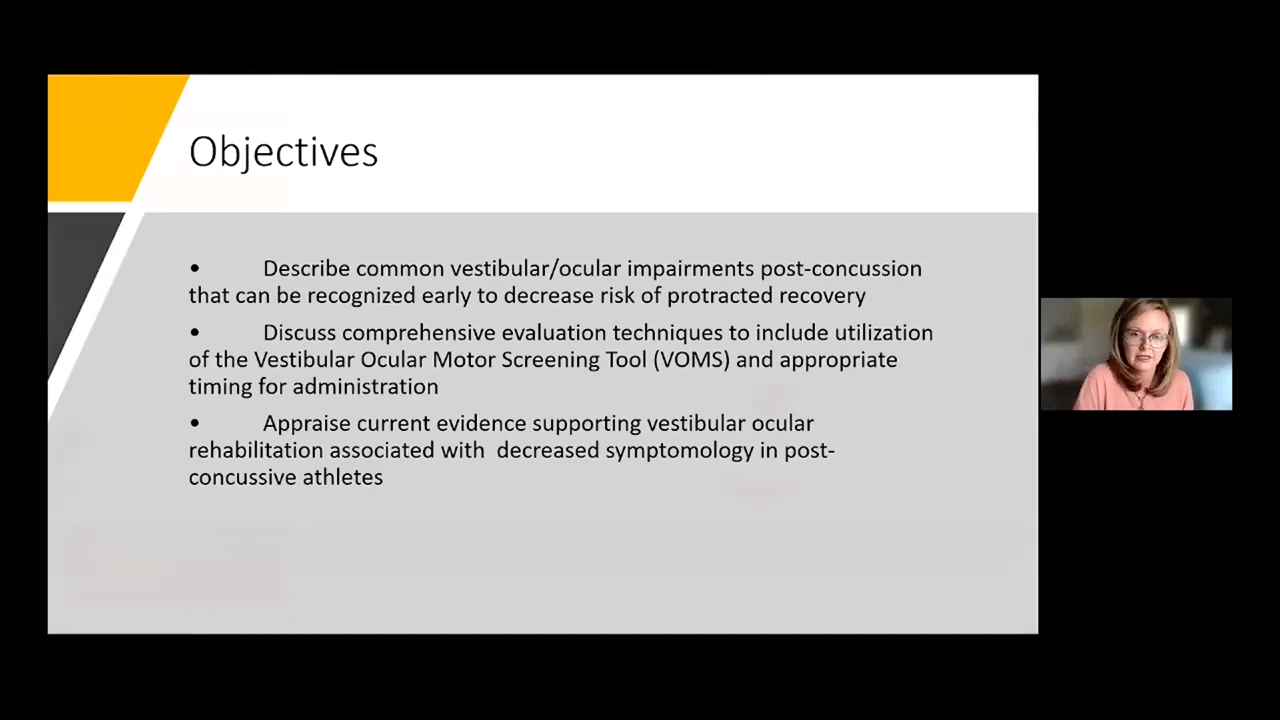 Objectives
• Describe common vestibular/ocular impairments post-concussion
that can be recognized early to decrease risk of protracted recovery
• Discuss comprehensive evaluation techniques to include utilization
of the Vestibular Ocular Motor Screening Tool (VOMS) and appropriate
timing for administration
• Appraise current evidence supporting vestibular ocular
rehabilitation associated with  decreased symptomology in post-
concussive athletes